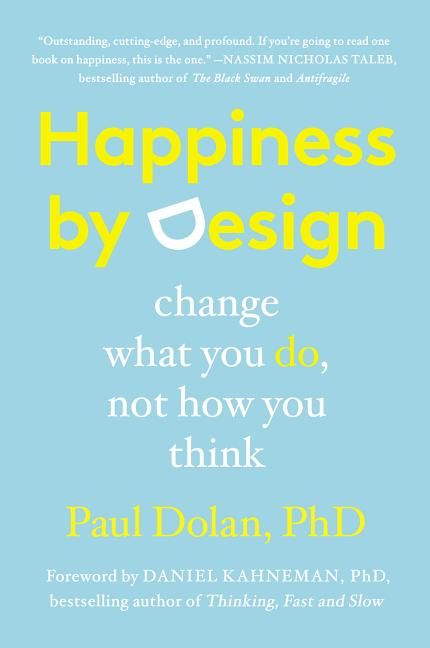 “Outstanding, cutting-edge, and profound. If you’re going to read one
book on happiness, this is the one.” —NASSIM NICHOLAS TALEB,
bestselling author of The Black Swan and Antifragile
Happiness
by Design
change
what you do,
not how you
think
Paul Dolan, PhD
Foreword by DANIEL KAHNEMAN, PhD,
bestselling author of Thinking, Fast and Slow